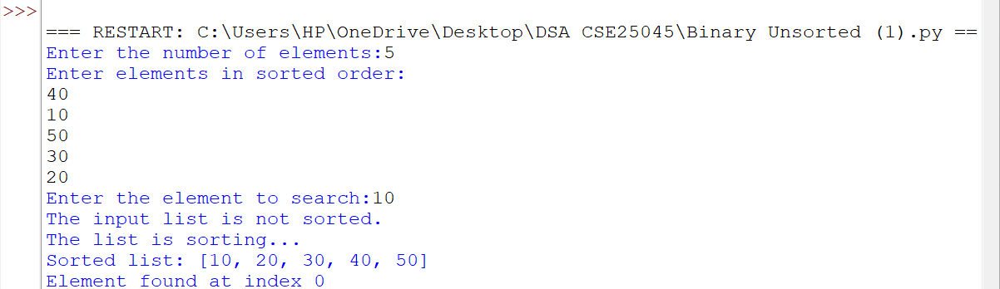 >>>
=== RESTART: C:\Users\HP\OneDrive\Desktop\DSA CSE25045\Binary Unsorted (1).py ==
Enter the number of elements:5
Enter elements in sorted order:
40
10
50
30
20
Enter the element to search:10
The input list is not sorted.
The list is sorting...
Sorted list: [10, 20, 30, 40, 50]
Element found at index 0